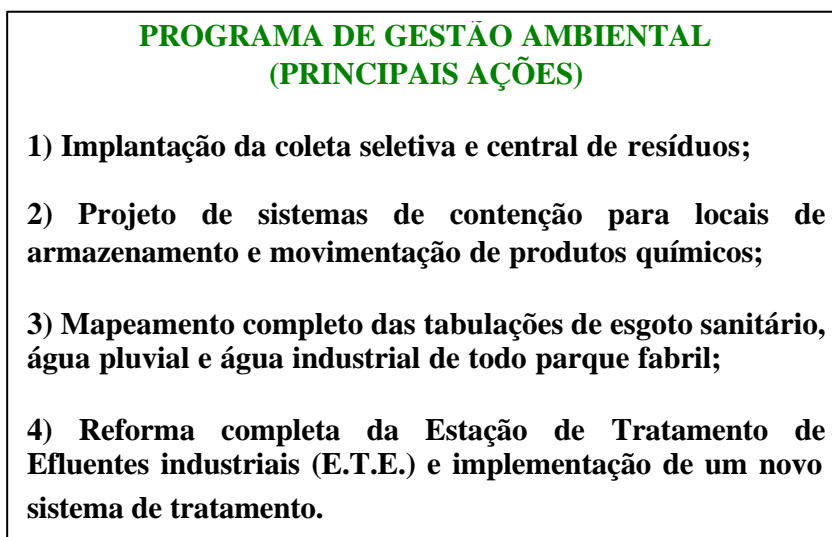 PROGRAMA DE GESTÃO AMBIENTAL
(PRINCIPAIS AÇÕES)
1) Implantação da coleta seletiva e central de resíduos;
2) Projeto de sistemas de contenção para locais de
armazenamento e movimentação de produtos químicos;
3) Mapeamento completo das tabulações de esgoto sanitário,
água pluvial e água industrial de todo parque fabril;
4) Reforma completa da Estação de Tratamento de
Efluentes industriais (E.T.E.) e implementação de um novo
sistema de tratamento.